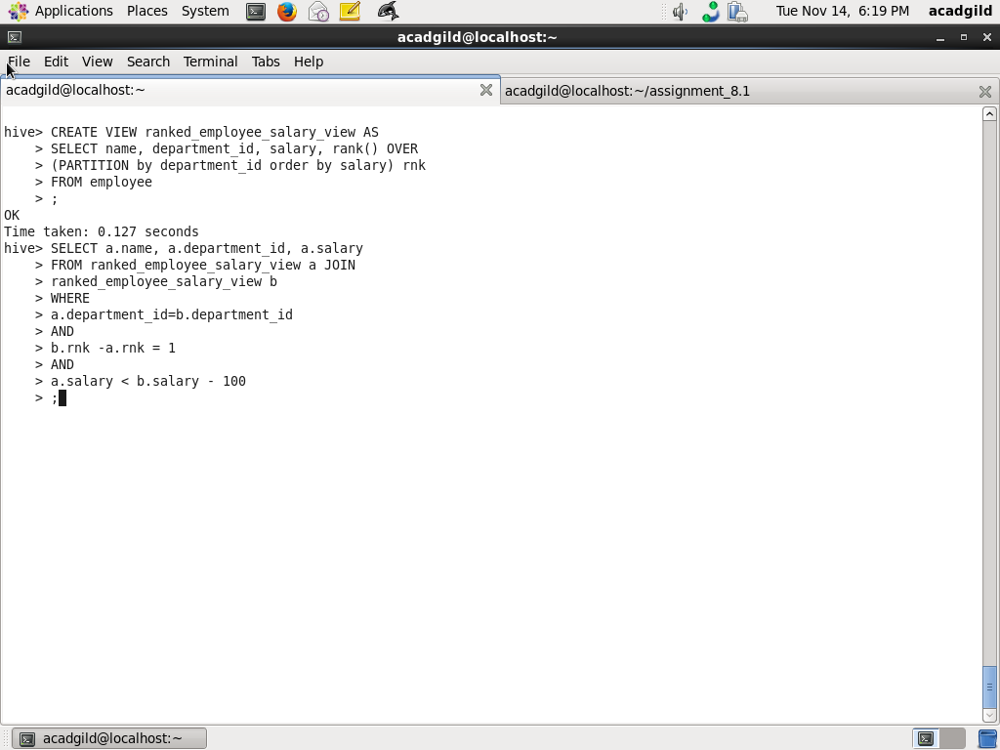 Applications Places System
Tue Nov 14, 6:19 PM acadgild
acadgild@localhost:~
File Edit View Search Terminal Tabs Help
acadgild@localhost:~
acadgild@localhost:~/assignment_8.1
hive> CREATE VIEW ranked_employee_salary_view AS
    > SELECT name, department_id, salary, rank() OVER
    > (PARTITION by department_id order by salary) rnk
    > FROM employee
    > ;
OK
Time taken: 0.127 seconds
hive> SELECT a.name, a.department_id, a.salary
    > FROM ranked_employee_salary_view a JOIN
    > ranked_employee_salary_view b
    > WHERE
    > a.department_id=b.department_id
    > AND
    > b.rnk -a.rnk = 1
    > AND
    > a.salary < b.salary - 100
    > ;
acadgild@localhost:~